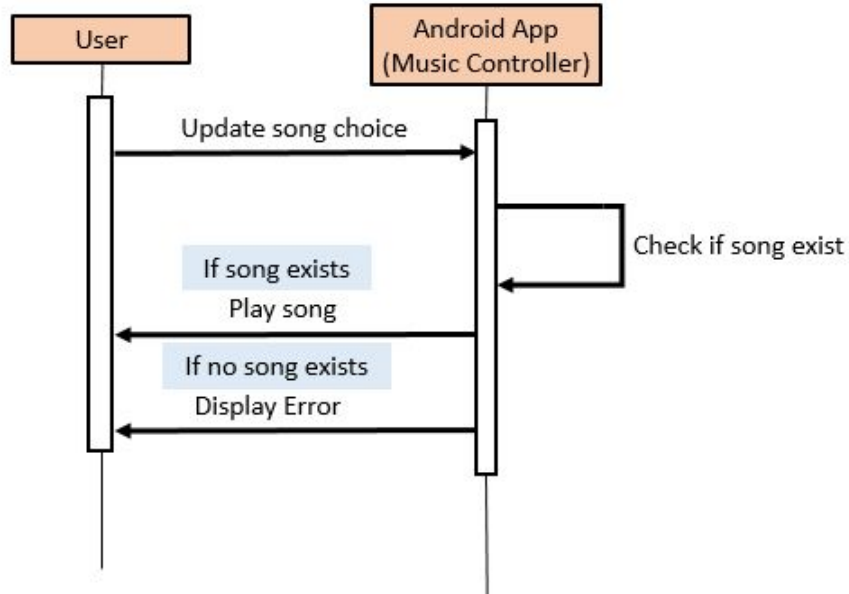 User
Android App
(Music Controller)
Update song choice
Check if song exist
If song exists
Play song
If no song exists
Display Error